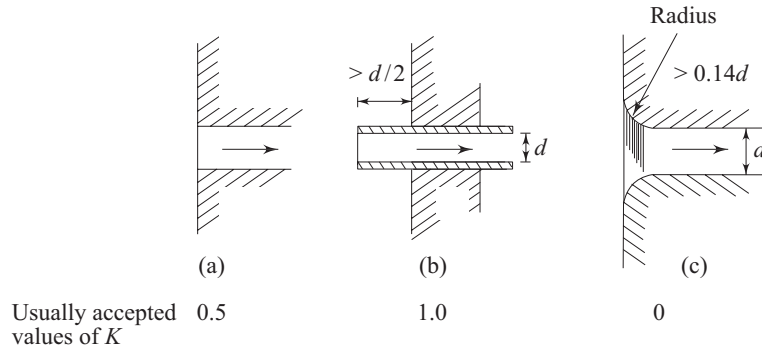 Radius
> d/2
> 0.14d
d
d
(a)
(b)
(c)
Usually accepted values of K
0.5
1.0
0